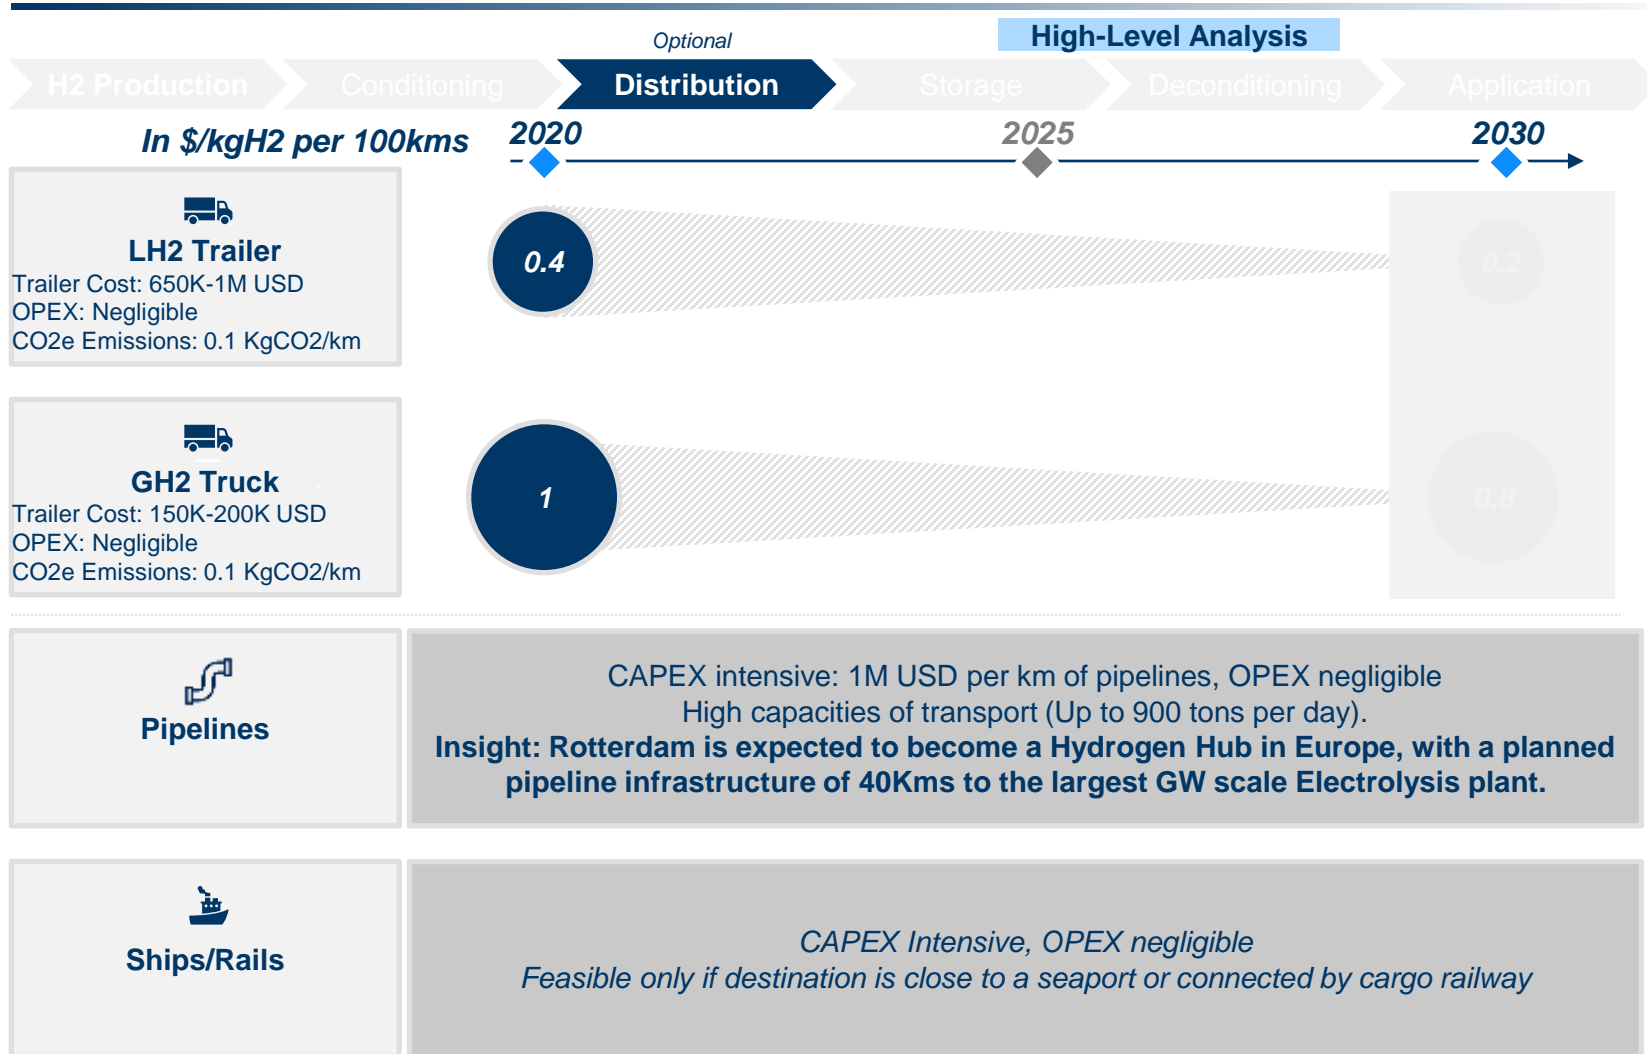 Optional
High-Level Analysis
H2 Production
Conditioning
Distribution
Storage
Deconditioning
Application
In $/kgH2 per 100kms
2020
2025
2030
LH2 Trailer
Trailer Cost: 650K-1M USD
OPEX: Negligible
CO2e Emissions: 0.1 KgCO2/km
0.4
0.2
GH2 Truck
Trailer Cost: 150K-200K USD
OPEX: Negligible
CO2e Emissions: 0.1 KgCO2/km
1
0.8
Pipelines
CAPEX intensive: 1M USD per km of pipelines, OPEX negligible
High capacities of transport (Up to 900 tons per day).
Insight: Rotterdam is expected to become a Hydrogen Hub in Europe, with a planned
pipeline infrastructure of 40Kms to the largest GW scale Electrolysis plant.
Ships/Rails
CAPEX Intensive, OPEX negligible
Feasible only if destination is close to a seaport or connected by cargo railway